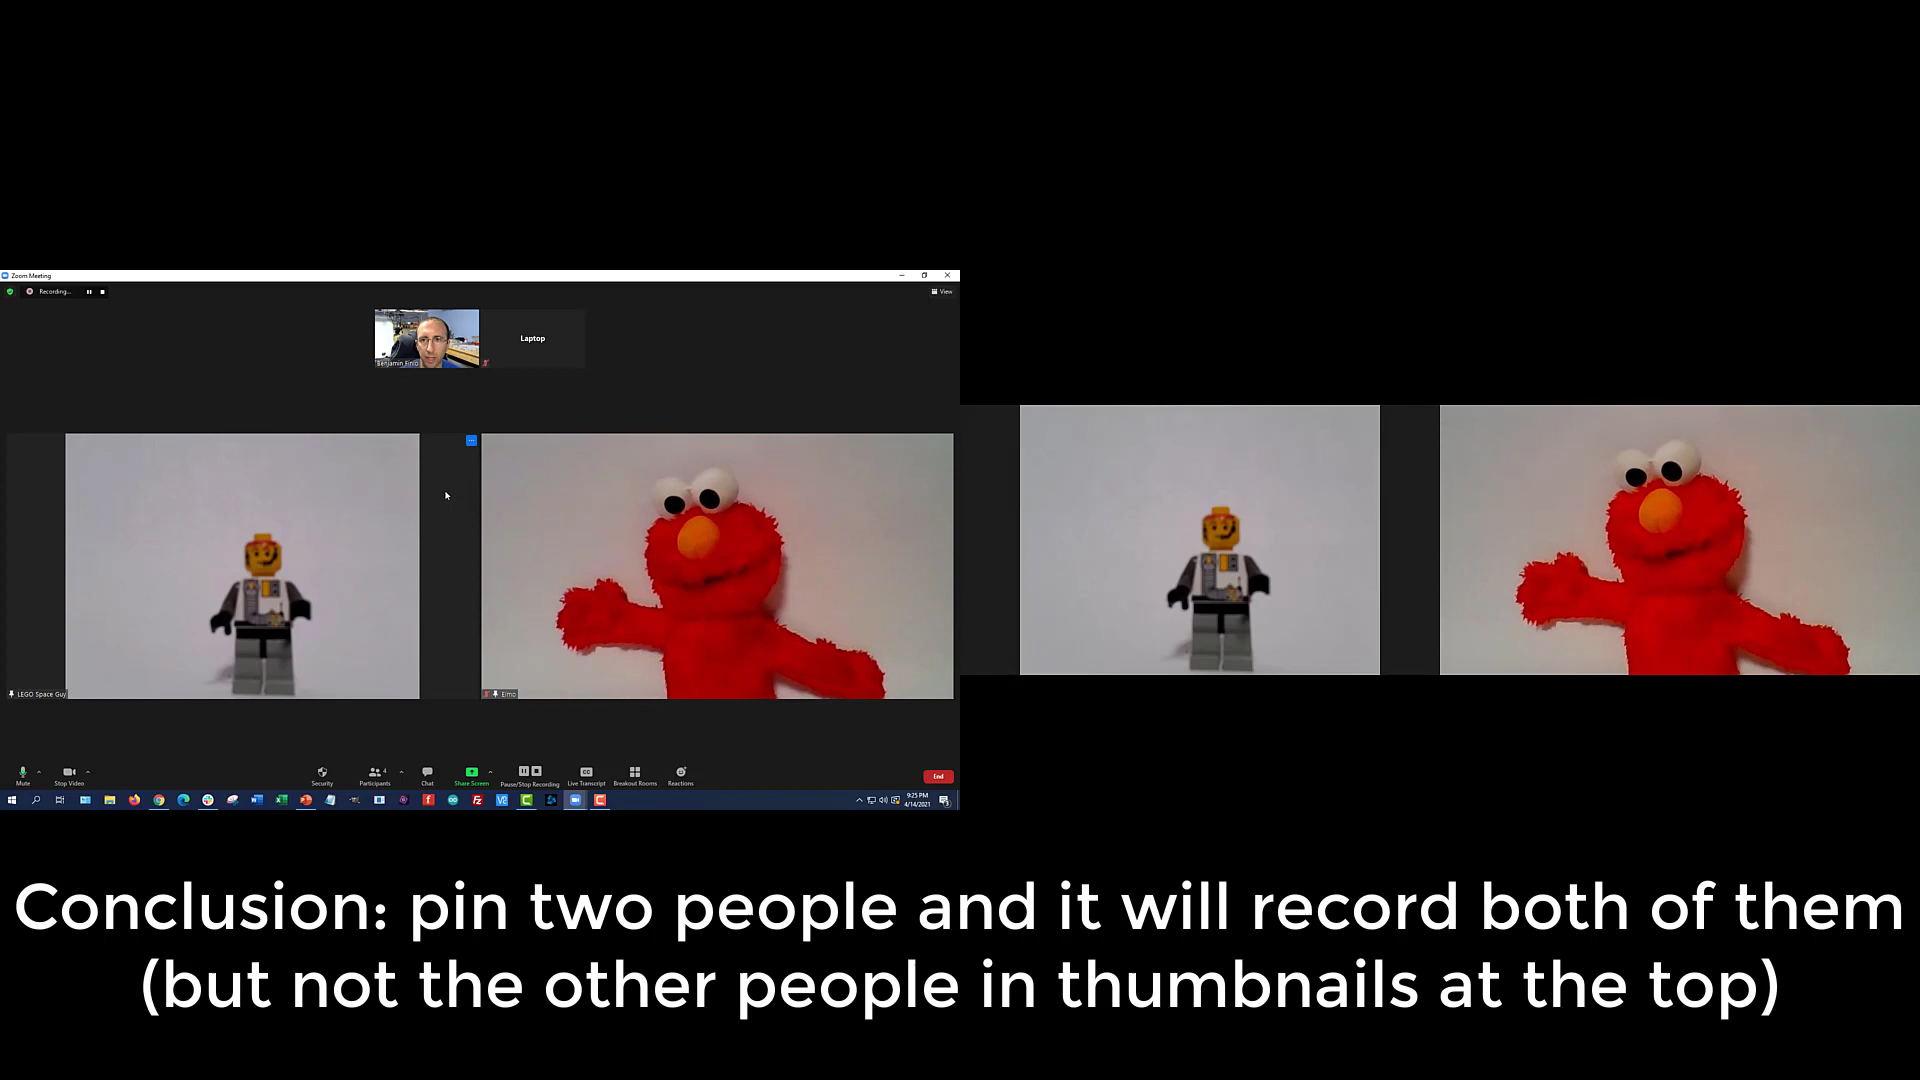 Zoom Meeting
Recording...
View
Benjamin Finio
Laptop
LEGO Space Guy
Elmo
Mute
Stop Video
Security
Participants 4
Chat
Share Screen
Pause/Stop Recording
Live Transcript
Breakout Rooms
Reactions
End
9:25 PM
4/14/2021
Conclusion: pin two people and it will record both of them
(but not the other people in thumbnails at the top)